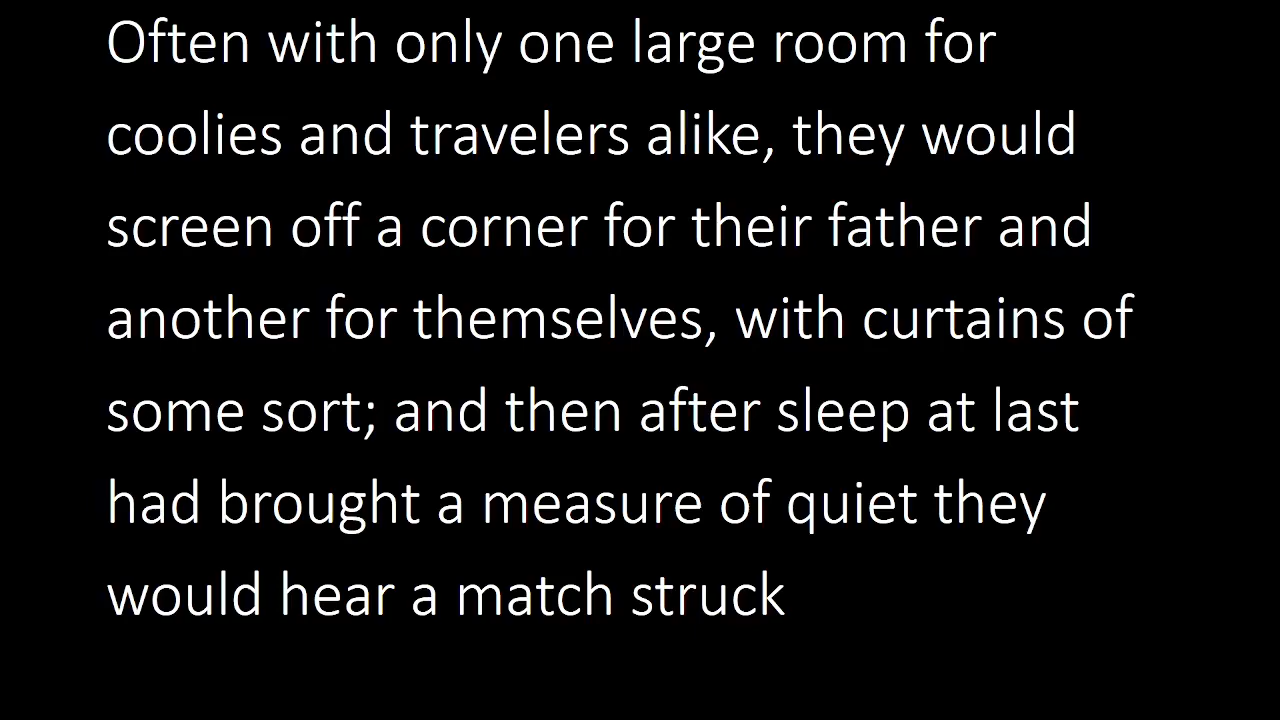 Often with only one large room for
coolies and travelers alike, they would
screen off a corner for their father and
another for themselves, with curtains of
some sort; and then after sleep at last
had brought a measure of quiet they
would hear a match struck